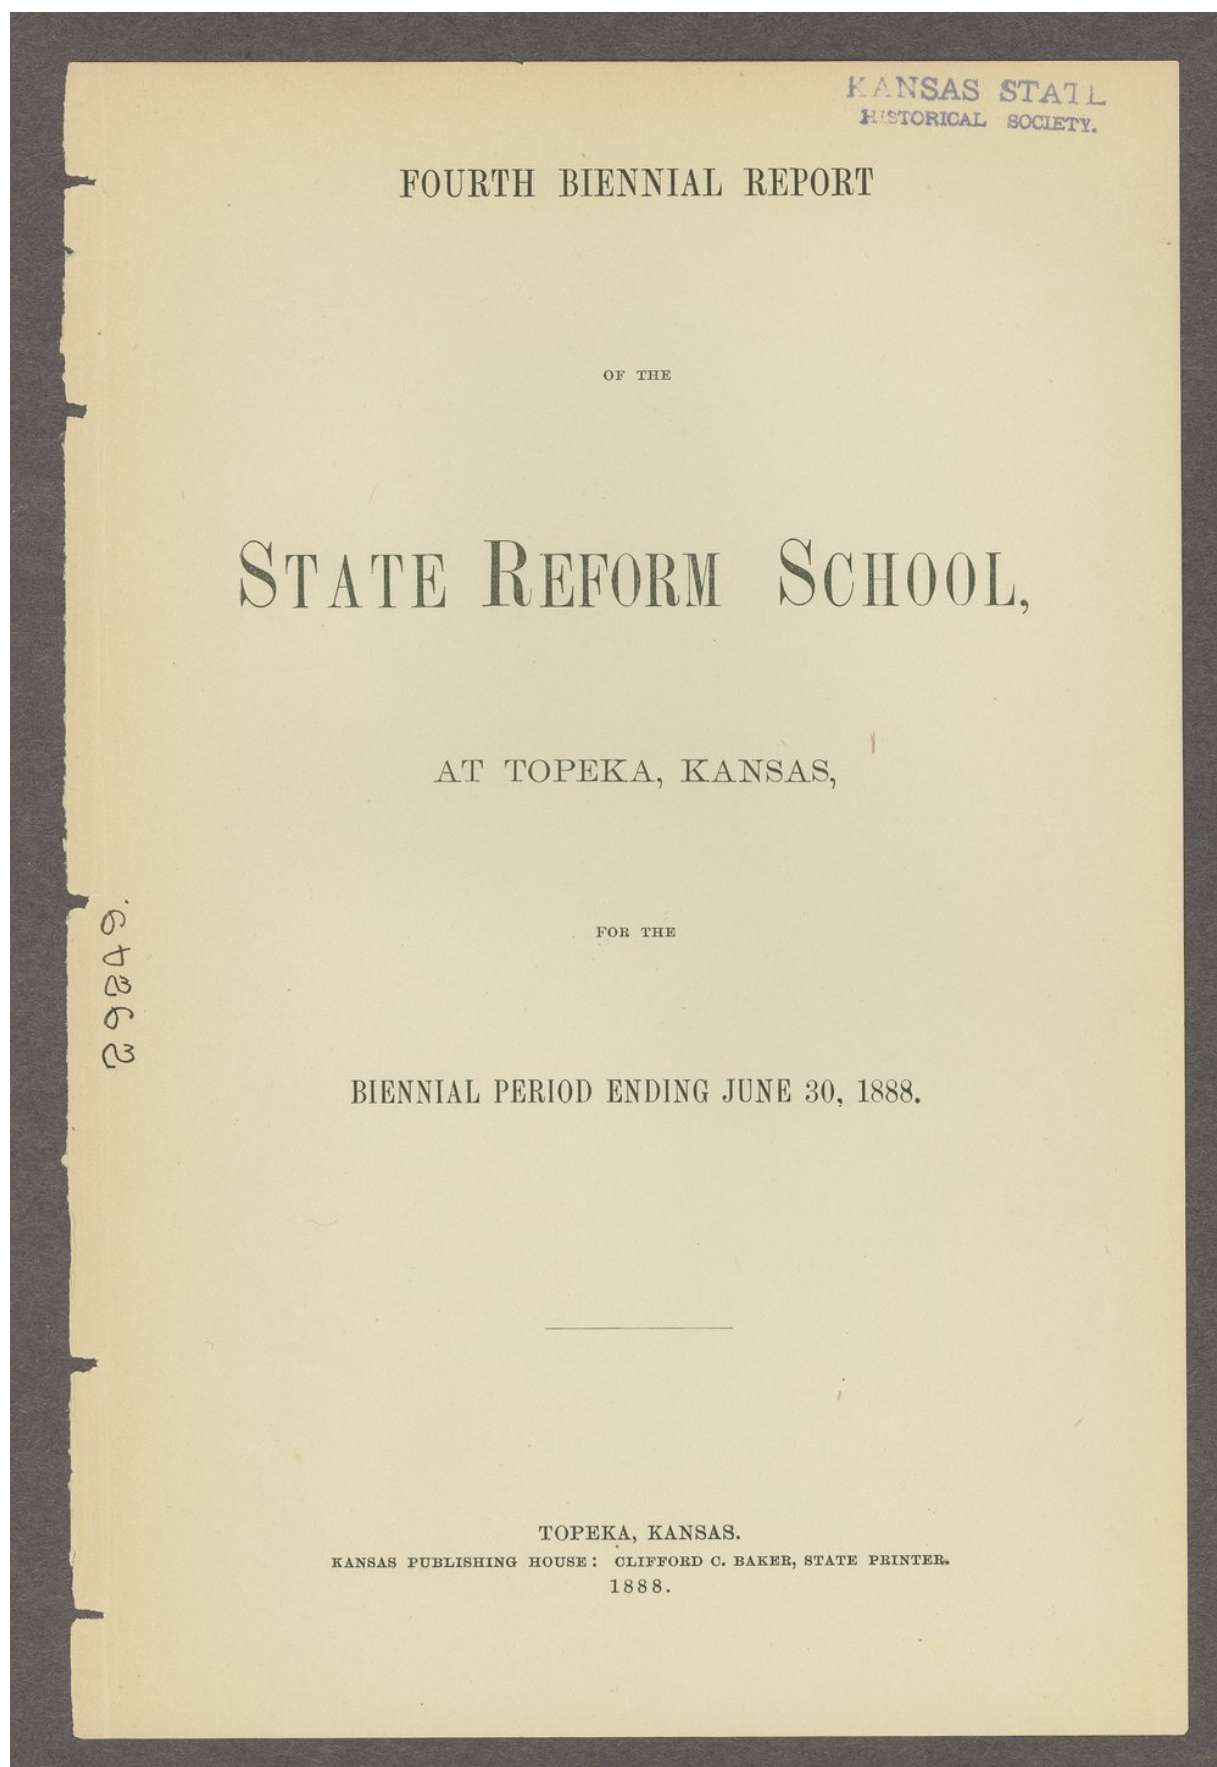 KANSAS STATE
HISTORICAL SOCIETY.
FOURTH BIENNIAL REPORT
OF THE
STATE REFORM SCHOOL,
AT TOPEKA, KANSAS,
FOR THE
BIENNIAL PERIOD ENDING JUNE 30, 1888.
TOPEKA, KANSAS.
KANSAS PUBLISHING HOUSE: CLIFFORD C. BAKER, STATE PRINTER.
1888.